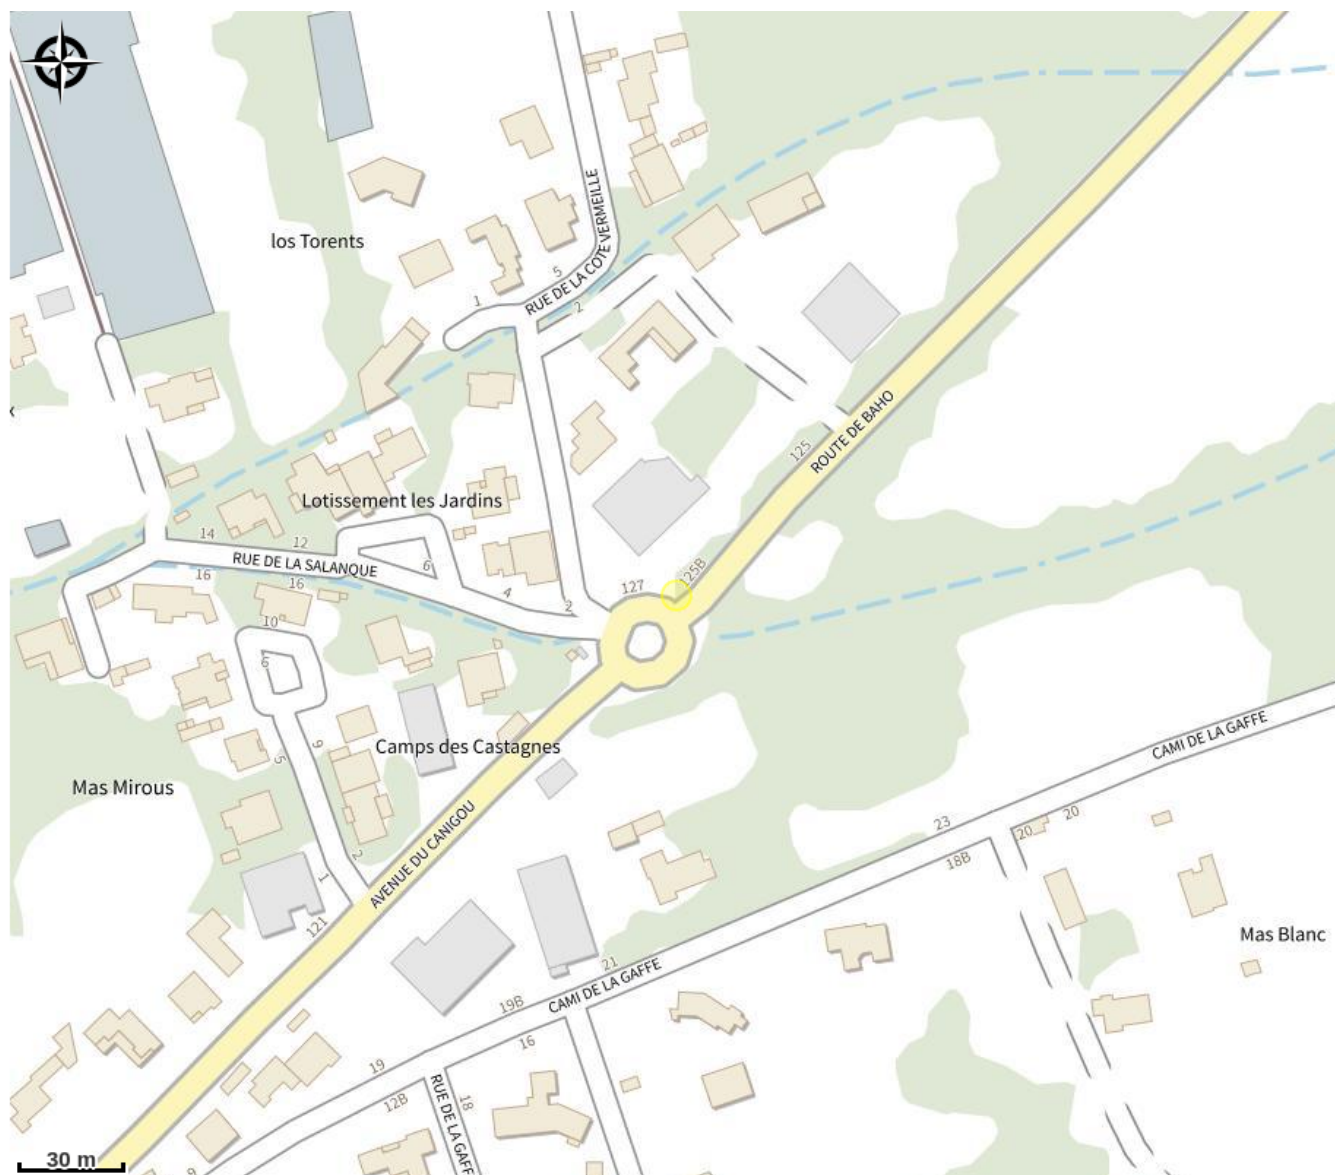 RUE DE LA COTE VERMEILLE
los Torents
5
1
2
ROUTE DE BAHO
125
Lotissement les Jardins
14
12
RUE DE LA SALANQUE
16
16
6
4
2
127
125B
10
6
9
5
Camps des Castagnes
Mas Mirous
CAMI DE LA GAFFE
AVENUE DU CANIGOU
2
1
121
23
20
20
18B
Mas Blanc
21
CAMI DE LA GAFFE
19B
16
19
12B
18
RUE DE LA GAFF
9
30 m